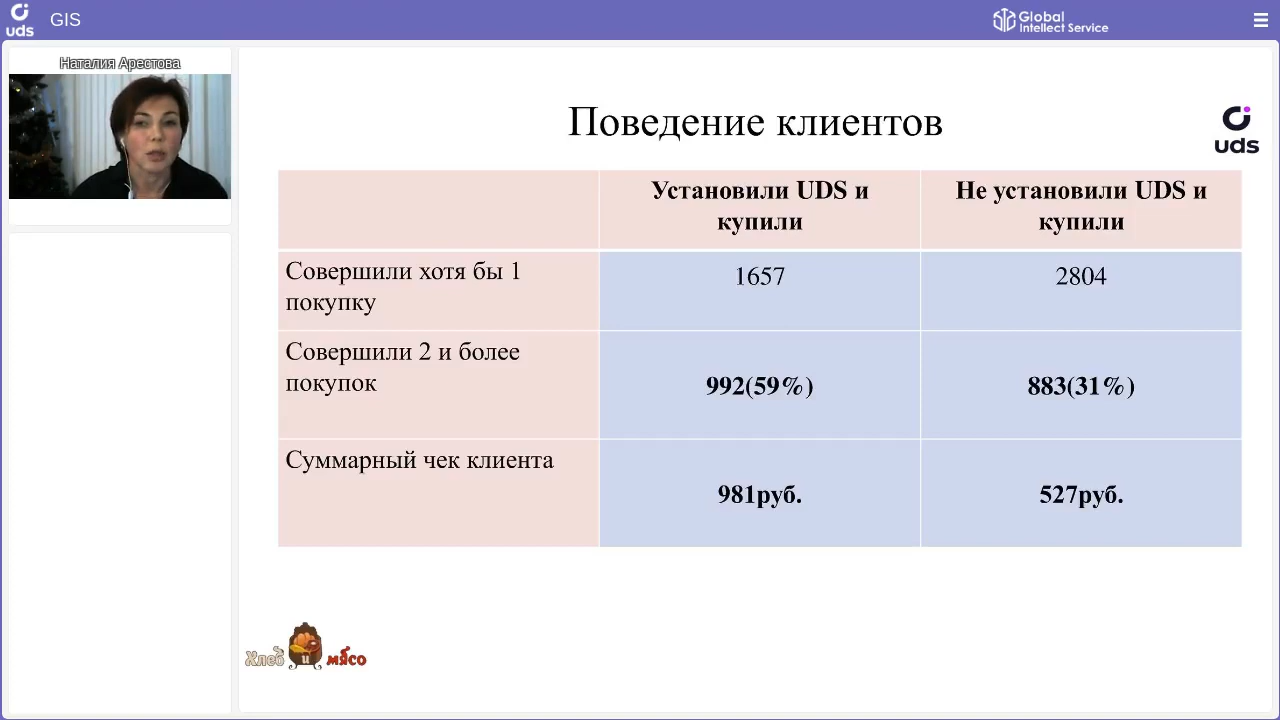 uds
GIS
Global
Intellect Service
Наталия Арестова
Поведение клиентов
uds
Установили UDS и
купили
Не установили UDS и
купили
Совершили хотя бы 1
покупку
1657
2804
Совершили 2 и более
покупок
992(59%)
883(31%)
Суммарный чек клиента
981руб.
527руб.
Хлеб и мясо